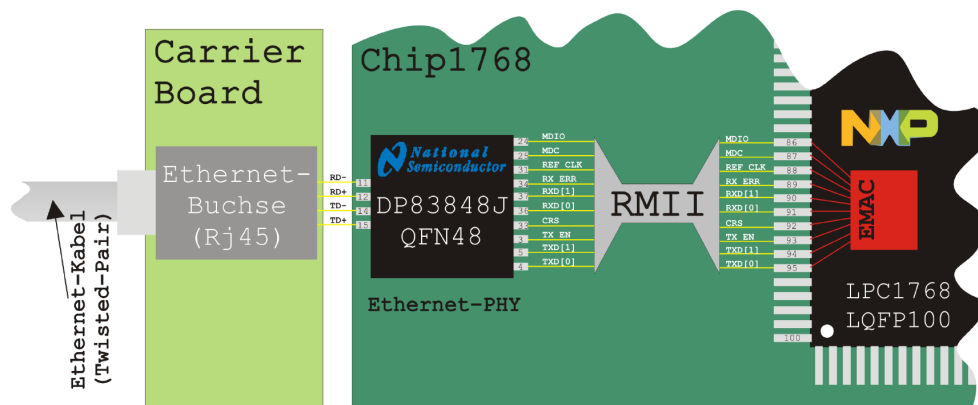 Carrier
Board
Chip1768
Ethernet-
Buchse
(Rj45)
RD-
RD+
TD-
TD+
11
12
14
15
National
Semiconductor
DP83848J
QFN48
Ethernet-PHY
24
25
31
34
37
36
33
3
5
4
MDIO
MDC
REF CLK
RX ERR
RXD[1]
RXD[0]
CRS
TX EN
TXD[1]
TXD[0]
RMII
MDIO
MDC
REF CLK
RX ERR
RXD[1]
RXD[0]
CRS
TX EN
TXD[1]
TXD[0]
86
87
88
89
90
91
92
93
94
95
100
NXP
EMAC
LPC1768
LQFP100
Ethernet-Kabel
(Twisted-Pair)